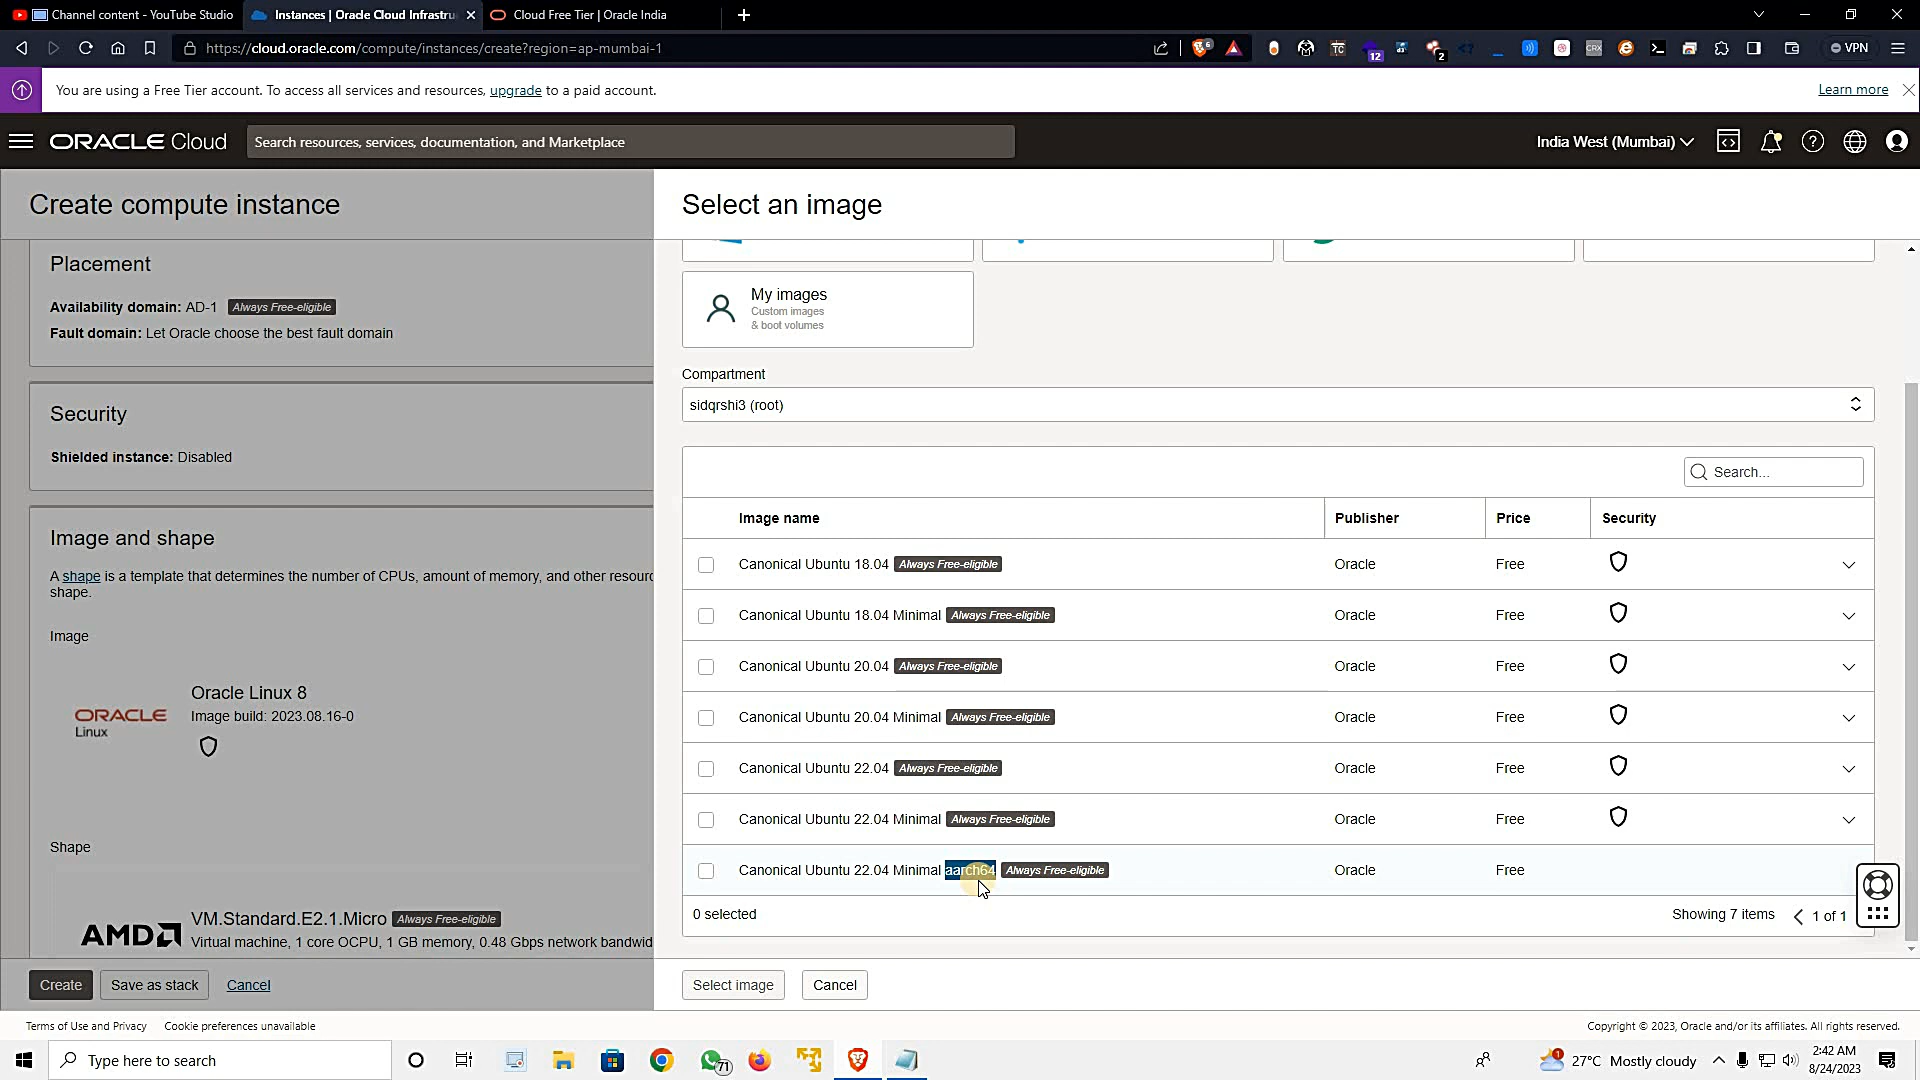 Channel content - YouTube Studio
Instances | Oracle Cloud Infrastru
Cloud Free Tier | Oracle India
https://cloud.oracle.com/compute/instances/create?region=ap-mumbai-1
6
TC
12
2
CRX
VPN
You are using a Free Tier account. To access all services and resources, upgrade to a paid account.
Learn more
ORACLE Cloud
Search resources, services, documentation, and Marketplace
India West (Mumbai)
Create compute instance
Placement
Availability domain: AD-1 Always Free-eligible
Fault domain: Let Oracle choose the best fault domain
Security
Shielded instance: Disabled
Image and shape
A shape is a template that determines the number of CPUs, amount of memory, and other resourc
shape.
Image
ORACLE
Linux
Oracle Linux 8
Image build: 2023.08.16-0
Shape
AMD
VM.Standard.E2.1.Micro Always Free-eligible
Virtual machine, 1 core OCPU, 1 GB memory, 0.48 Gbps network bandwid
Create
Save as stack
Cancel
Select an image
My images
Custom images
& boot volumes
Compartment
sidqrshi3 (root)
Search...
Image name Publisher Price Security
Canonical Ubuntu 18.04 Always Free-eligible Oracle Free
Canonical Ubuntu 18.04 Minimal Always Free-eligible Oracle Free
Canonical Ubuntu 20.04 Always Free-eligible Oracle Free
Canonical Ubuntu 20.04 Minimal Always Free-eligible Oracle Free
Canonical Ubuntu 22.04 Always Free-eligible Oracle Free
Canonical Ubuntu 22.04 Minimal Always Free-eligible Oracle Free
Canonical Ubuntu 22.04 Minimal aarch64 Always Free-eligible Oracle Free
0 selected
Showing 7 items
1 of 1
Select image
Cancel
Terms of Use and Privacy
Cookie preferences unavailable
Copyright © 2023, Oracle and/or its affiliates. All rights reserved.
Type here to search
71
1
27°C Mostly cloudy
2:42 AM
8/24/2023